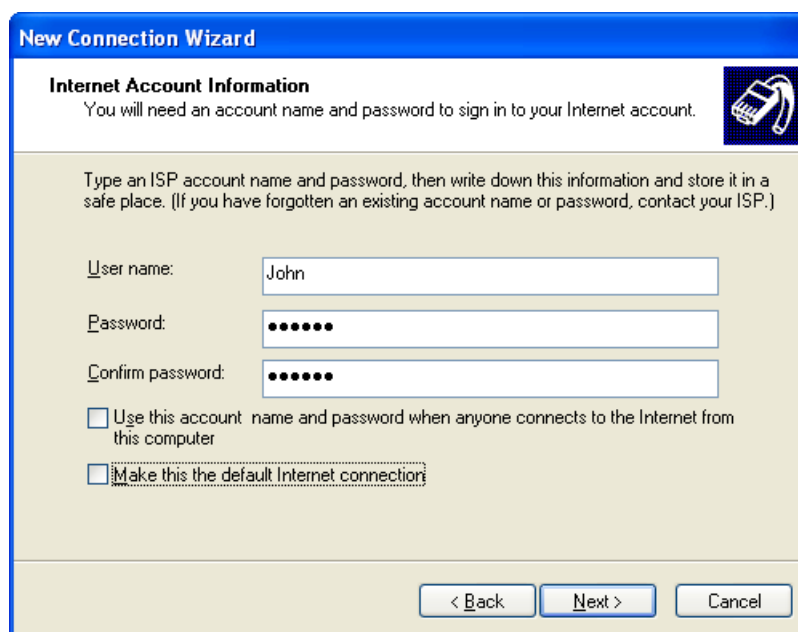 New Connection Wizard
Internet Account Information
You will need an account name and password to sign in to your Internet account.
Type an ISP account name and password, then write down this information and store it in a
safe place. (If you have forgotten an existing account name or password, contact your ISP.)
User name:
John
Password:
••••••
Confirm password:
••••••
Use this account name and password when anyone connects to the Internet from
this computer
Make this the default Internet connection
< Back
Next >
Cancel